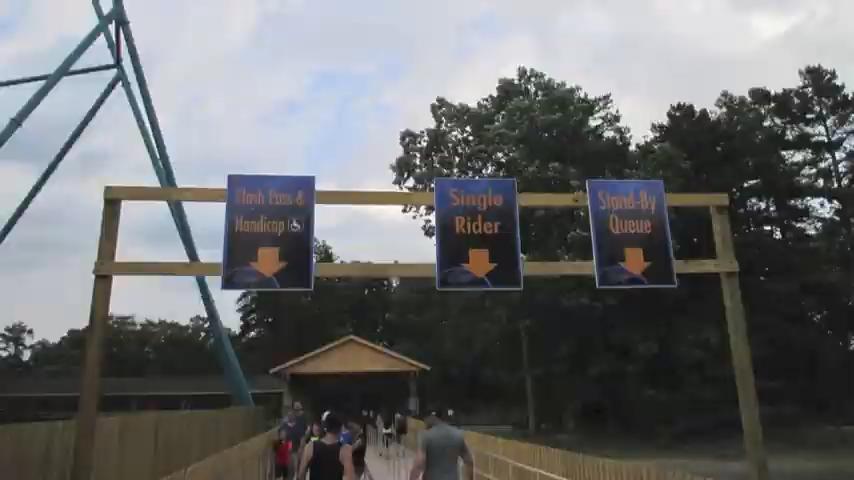 Flash Pass &
Handicap
Single
Rider
Stand-By
Queue